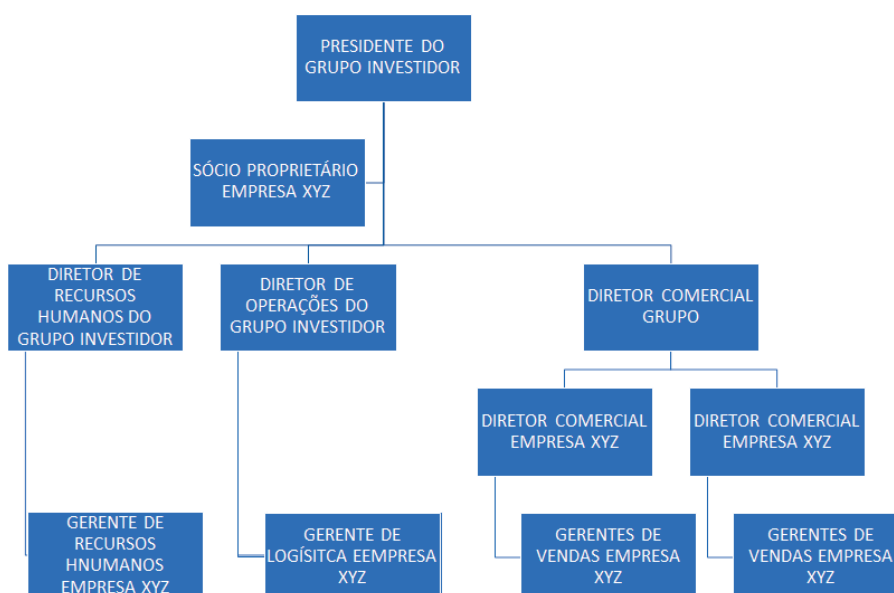 PRESIDENTE DO
GRUPO INVESTIDOR
SÓCIO PROPRIETÁRIO
EMPRESA XYZ
DIRETOR DE
RECURSOS
HUMANOS DO
GRUPO INVESTIDOR
DIRETOR DE
OPERAÇÕES DO
GRUPO INVESTIDOR
DIRETOR COMERCIAL
GRUPO
DIRETOR COMERCIAL
EMPRESA XYZ
DIRETOR COMERCIAL
EMPRESA XYZ
GERENTE DE
RECURSOS
HNUMANOS
EMPRESA XYZ
GERENTE DE
LOGÍSITCA EEMPRESA
XYZ
GERENTES DE
VENDAS EMPRESA
XYZ
GERENTES DE
VENDAS EMPRESA
XYZ